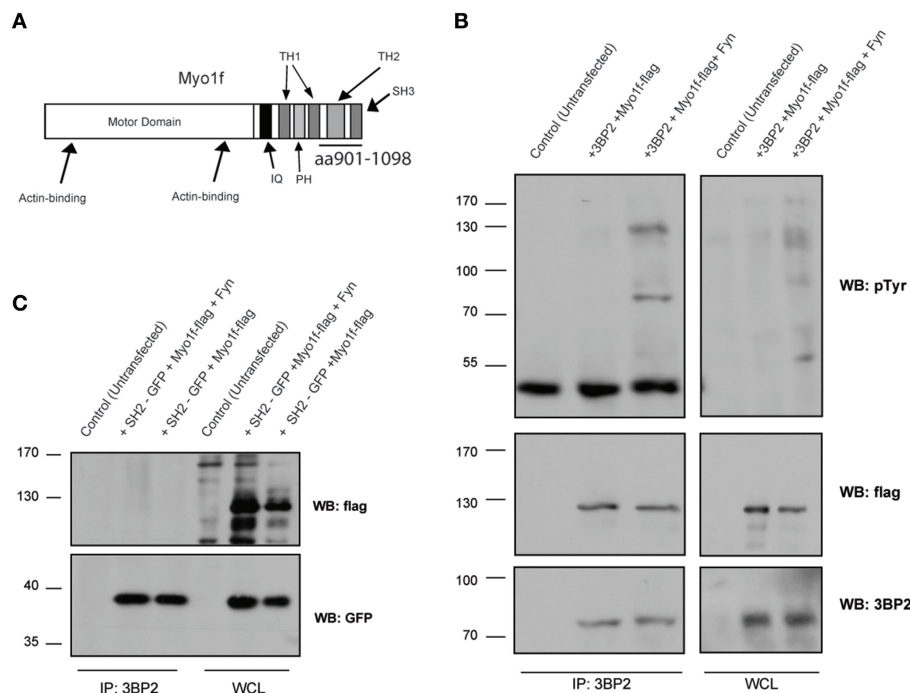 A
Myo1f
TH1
TH2
SH3
Motor Domain
aa901-1098
Actin-binding
Actin-binding
IQ
PH
B
Control (Untransfected)
+3BP2 +Myo1f-flag
+3BP2 + Myo1f-flag+ Fyn
Control (Untransfected)
+3BP2 +Myo1f-flag
+3BP2 + Myo1f-flag + Fyn
170
130
100
70
55
WB: pTyr
170
130
WB: flag
100
70
WB: 3BP2
IP: 3BP2
WCL
C
Control (Untransfected)
+ SH2 - GFP + Myo1f-flag + Fyn
+ SH2 - GFP + Myo1f-flag
Control (Untransfected)
+ SH2 - GFP +Myo1f-flag + Fyn
+ SH2 - GFP +Myo1f-flag
170
130
WB: flag
40
35
WB: GFP
IP: 3BP2
WCL